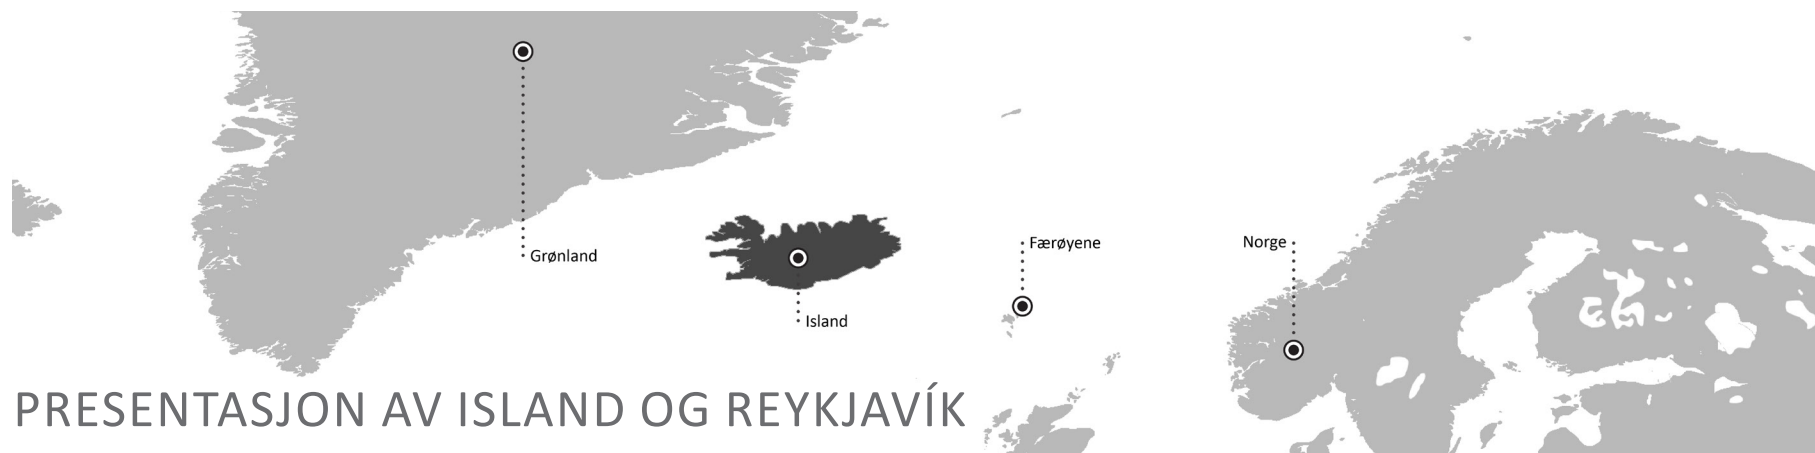 Grønland
Island
Færøyene
Norge
PRESENTASJON AV ISLAND OG REYKJAVÍK